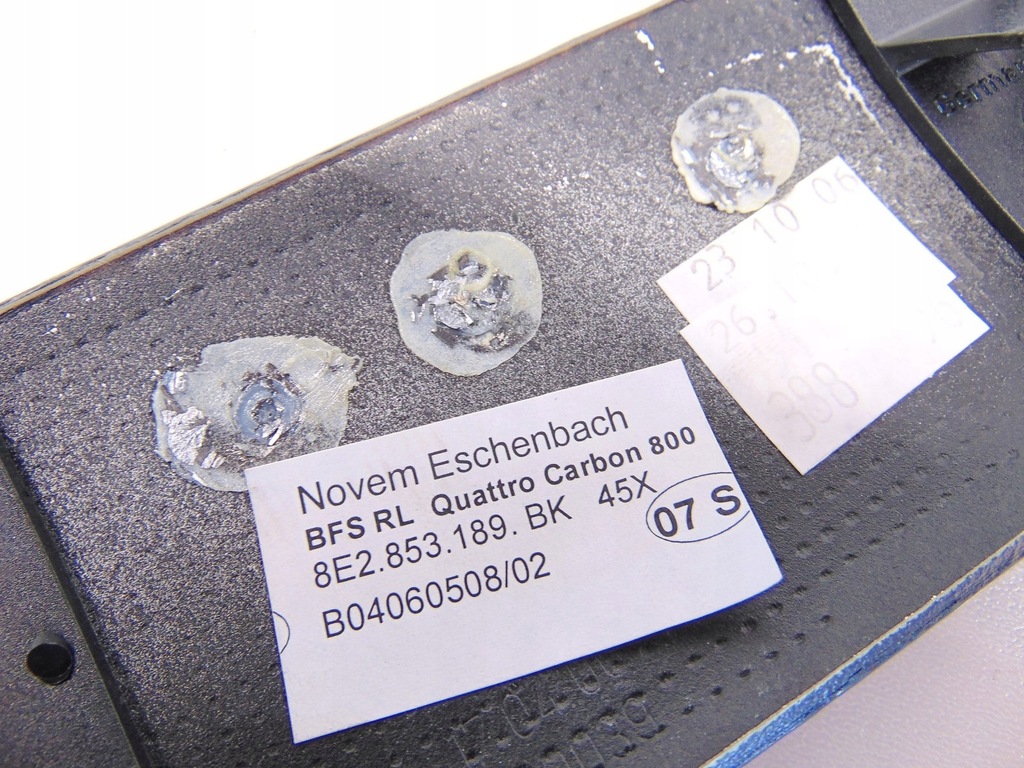 23 10 06
26.
388
Novem Eschenbach
BFS RL Quattro Carbon 800
8E2.853.189. BK 45X
07 S
B04060508/02